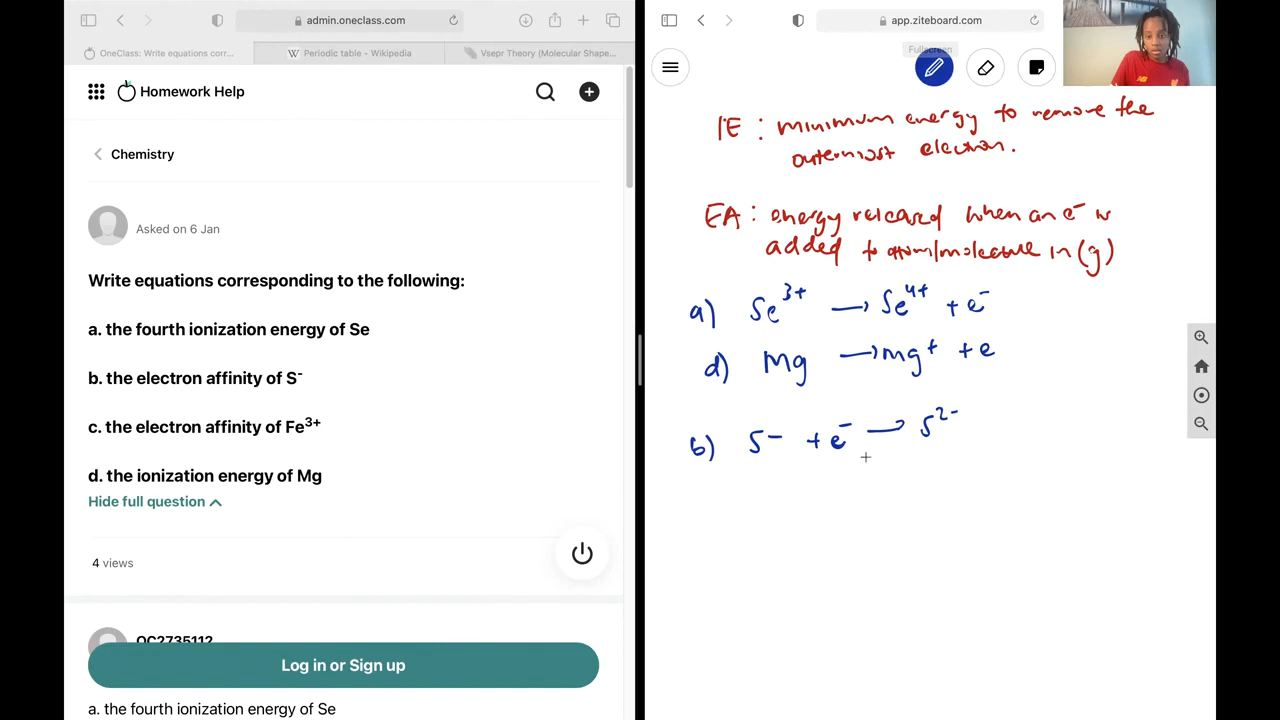 admin.oneclass.com
OneClass: Write equations corr...
Periodic table - Wikipedia
Vsepr Theory (Molecular Shape...
Homework Help
Chemistry
Asked on 6 Jan
Write equations corresponding to the following:
a. the fourth ionization energy of Se
b. the electron affinity of S⁻
c. the electron affinity of Fe³⁺
d. the ionization energy of Mg
Hide full question
4 views
OC2735112
Log in or Sign up
a. the fourth ionization energy of Se
app.ziteboard.com
Fullscreen
IE : minimum energy to remove the
outermost electron.
EA : energy released when an e⁻ is
added to atom/molecule in (g)
a) Se³⁺ → Se⁴⁺ + e⁻
d) Mg → Mg⁺ + e
b) S⁻ + e⁻ → S²⁻